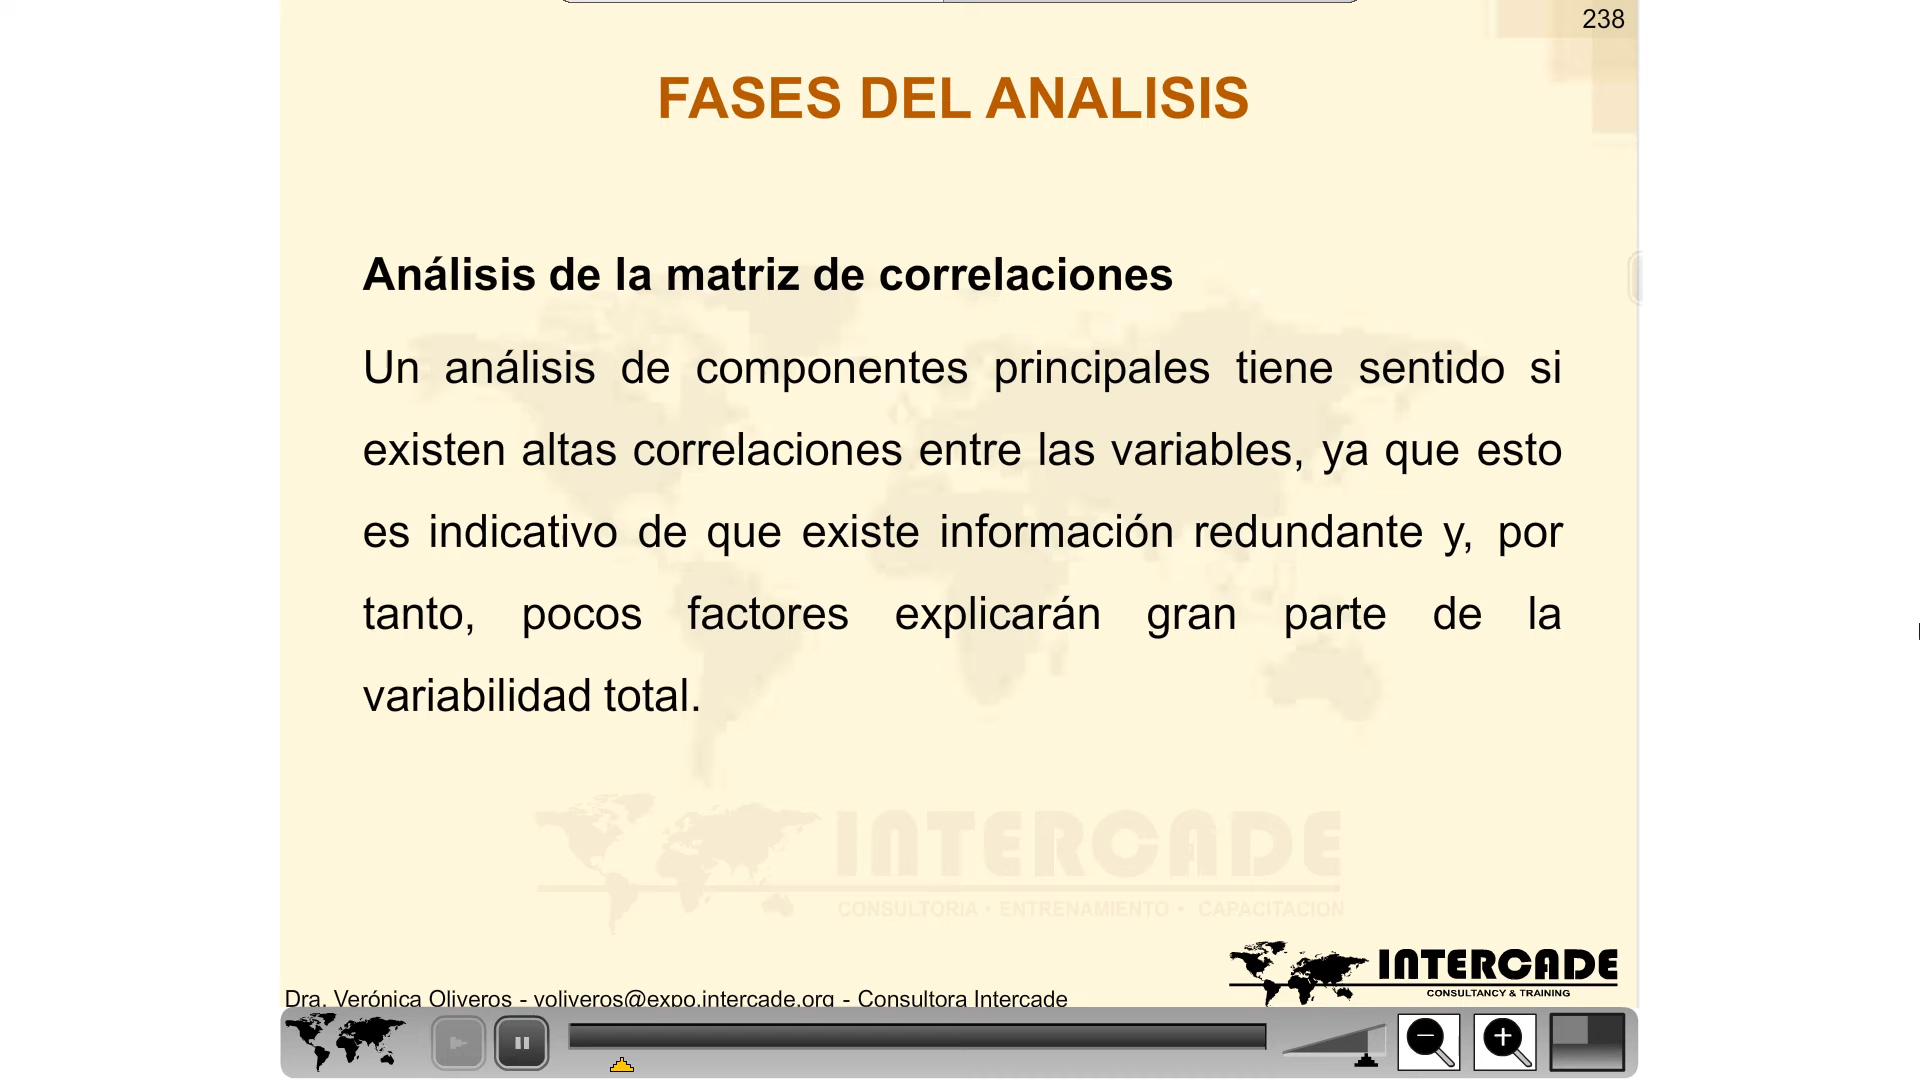 238
FASES DEL ANALISIS
Análisis de la matriz de correlaciones
Un análisis de componentes principales tiene sentido si
existen altas correlaciones entre las variables, ya que esto
es indicativo de que existe información redundante y, por
tanto, pocos factores explicarán gran parte de la
variabilidad total.
INTERCADE
CONSULTORIA • ENTRENAMIENTO • CAPACITACION
INTERCADE
CONSULTANCY & TRAINING
Dra. Verónica Oliveros - voliveros@expo.intercade.org - Consultora Intercade